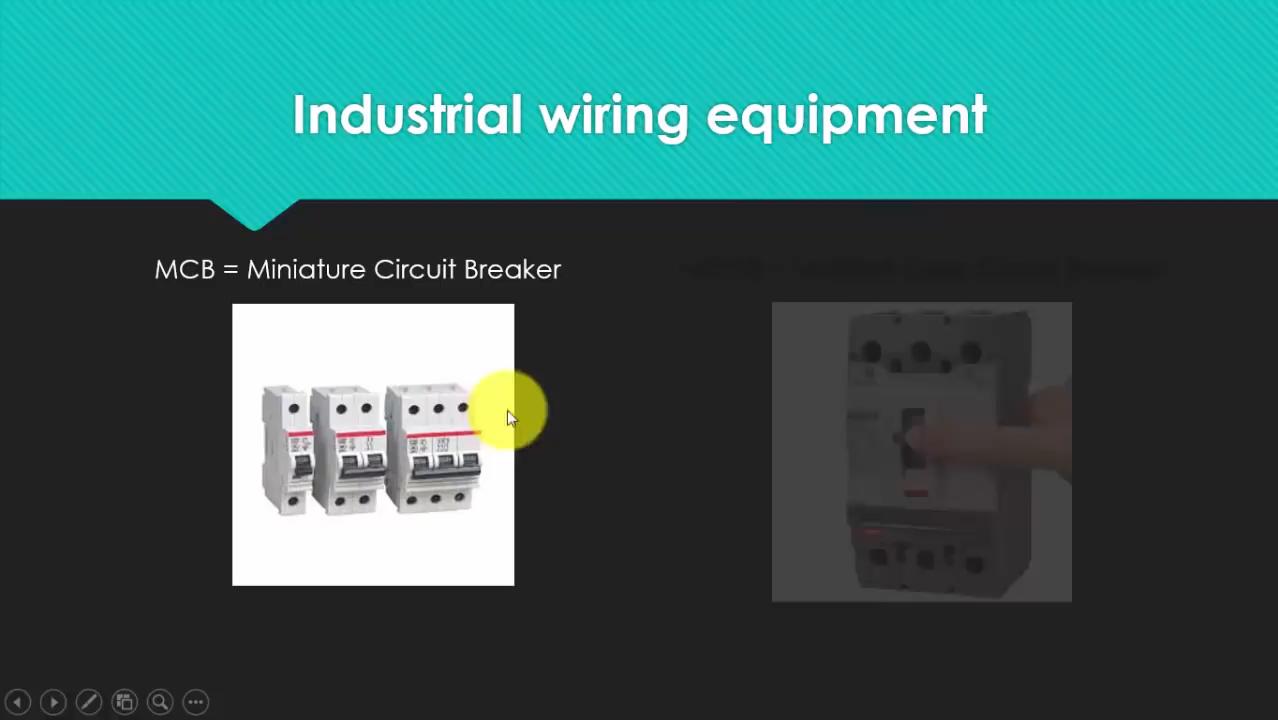 Industrial wiring equipment
MCB = Miniature Circuit Breaker